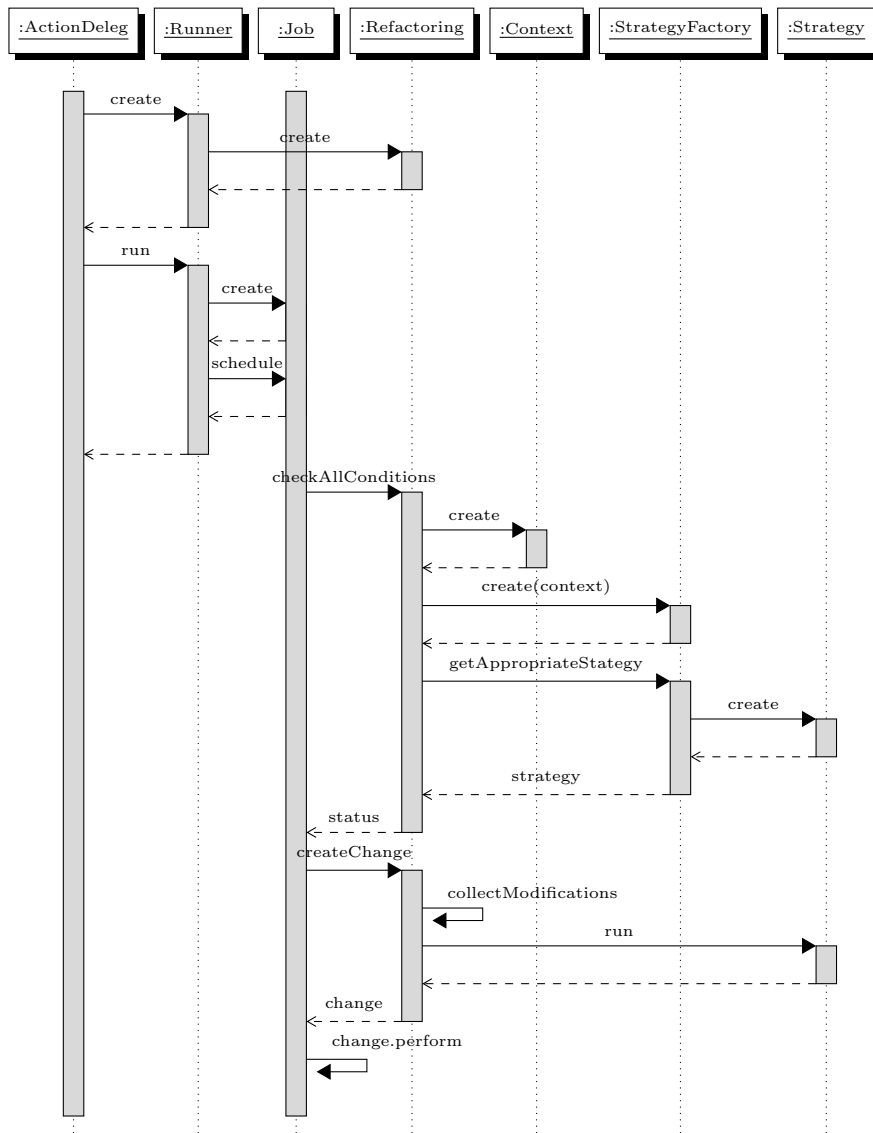 :ActionDeleg
:Runner
:Job
:Refactoring
:Context
:StrategyFactory
:Strategy
create
create
run
create
schedule
checkAllConditions
create
create(context)
getAppropriateStategy
create
strategy
status
createChange
collectModifications
run
change
change.perform